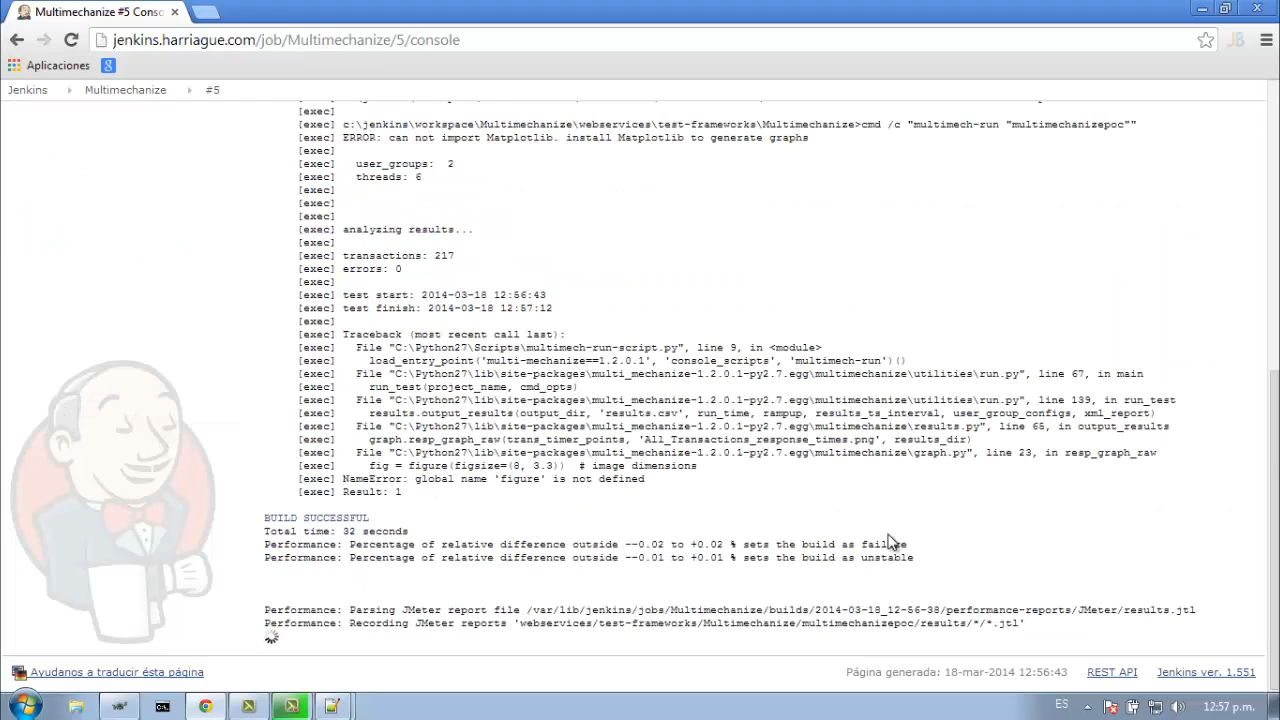 Multimechanize #5 Conso
jenkins.harriague.com/job/Multimechanize/5/console
Aplicaciones
Jenkins
Multimechanize
#5
[exec]
[exec] c:\jenkins\workspace\Multimechanize\webservices\test-frameworks\Multimechanize>cmd /c "multimech-run "multimechanizepoc""
[exec] ERROR: can not import Matplotlib. install Matplotlib to generate graphs
[exec]
[exec] user_groups: 2
[exec] threads: 6
[exec]
[exec]
[exec]
[exec] analyzing results...
[exec]
[exec] transactions: 217
[exec] errors: 0
[exec]
[exec] test start: 2014-03-18 12:56:43
[exec] test finish: 2014-03-18 12:57:12
[exec]
[exec] Traceback (most recent call last):
[exec] File "C:\Python27\Scripts\multimech-run-script.py", line 9, in <module>
[exec] load_entry_point('multi-mechanize==1.2.0.1', 'console_scripts', 'multimech-run')()
[exec] File "C:\Python27\lib\site-packages\multi_mechanize-1.2.0.1-py2.7.egg\multimechanize\utilities\run.py", line 67, in main
[exec] run_test(project_name, cmd_opts)
[exec] File "C:\Python27\lib\site-packages\multi_mechanize-1.2.0.1-py2.7.egg\multimechanize\utilities\run.py", line 139, in run_test
[exec] results.output_results(output_dir, 'results.csv', run_time, rampup, results_ts_interval, user_group_configs, xml_report)
[exec] File "C:\Python27\lib\site-packages\multi_mechanize-1.2.0.1-py2.7.egg\multimechanize\results.py", line 65, in output_results
[exec] graph.resp_graph_raw(trans_timer_points, 'All_Transactions_response_times.png', results_dir)
[exec] File "C:\Python27\lib\site-packages\multi_mechanize-1.2.0.1-py2.7.egg\multimechanize\graph.py", line 23, in resp_graph_raw
[exec] fig = figure(figsize=(8, 3.3)) # image dimensions
[exec] NameError: global name 'figure' is not defined
[exec] Result: 1
BUILD SUCCESSFUL
Total time: 32 seconds
Performance: Percentage of relative difference outside --0.02 to +0.02 % sets the build as failure
Performance: Percentage of relative difference outside --0.01 to +0.01 % sets the build as unstable
Performance: Parsing JMeter report file /var/lib/jenkins/jobs/Multimechanize/builds/2014-03-18_12-56-38/performance-reports/JMeter/results.jtl
Performance: Recording JMeter reports 'webservices/test-frameworks/Multimechanize/multimechanizepoc/results/*/*.jtl'
Ayudanos a traducir ésta página
Página generada: 18-mar-2014 12:56:43
REST API
Jenkins ver. 1.551
ES
12:57 p.m.